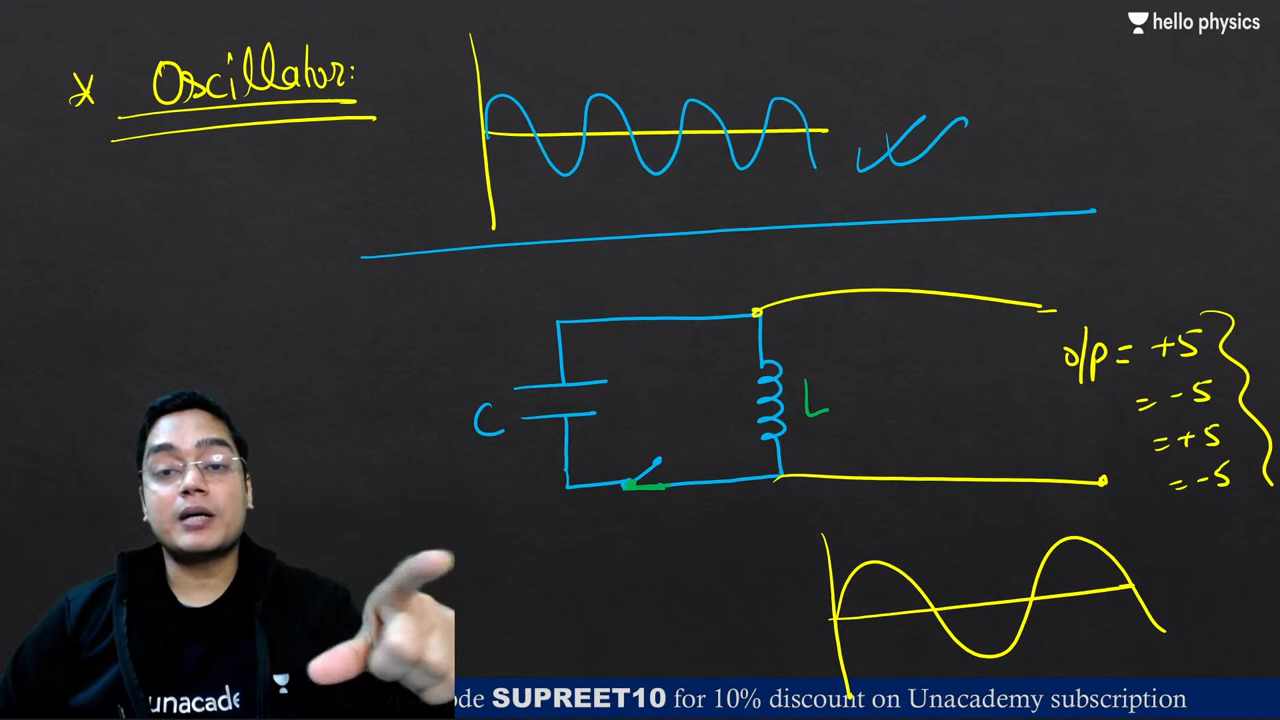 hello physics
* Oscillator:
o/p = +5
= -5
= +5
= -5
C
L
unacade
ode SUPREET10 for 10% discount on Unacademy subscription